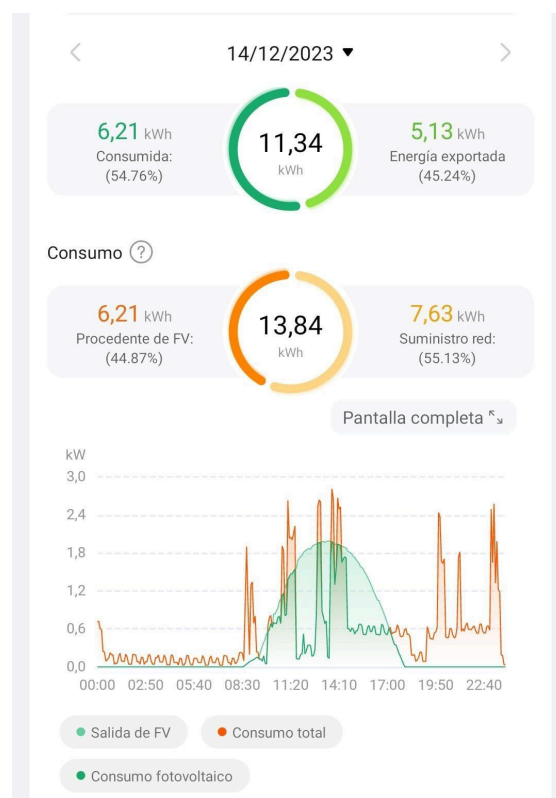 14/12/2023
6,21 kWh
Consumida:
(54.76%)
11,34
kWh
5,13 kWh
Energía exportada
(45.24%)
Consumo ?
6,21 kWh
Procedente de FV:
(44.87%)
13,84
kWh
7,63 kWh
Suministro red:
(55.13%)
Pantalla completa
kW
3,0
2,4
1,8
1,2
0,6
0,0
00:00 02:50 05:40 08:30 11:20 14:10 17:00 19:50 22:40
Salida de FV
Consumo total
Consumo fotovoltaico